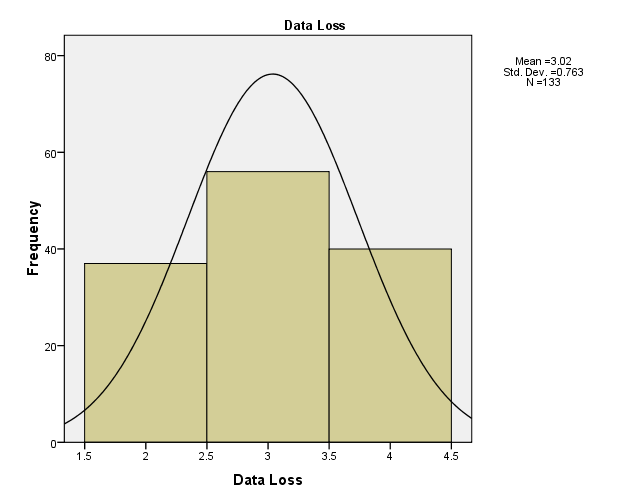 Data Loss
Mean =3.02
Std. Dev. =0.763
N =133
80
60
40
20
0
Frequency
1.5 2 2.5 3 3.5 4 4.5
Data Loss